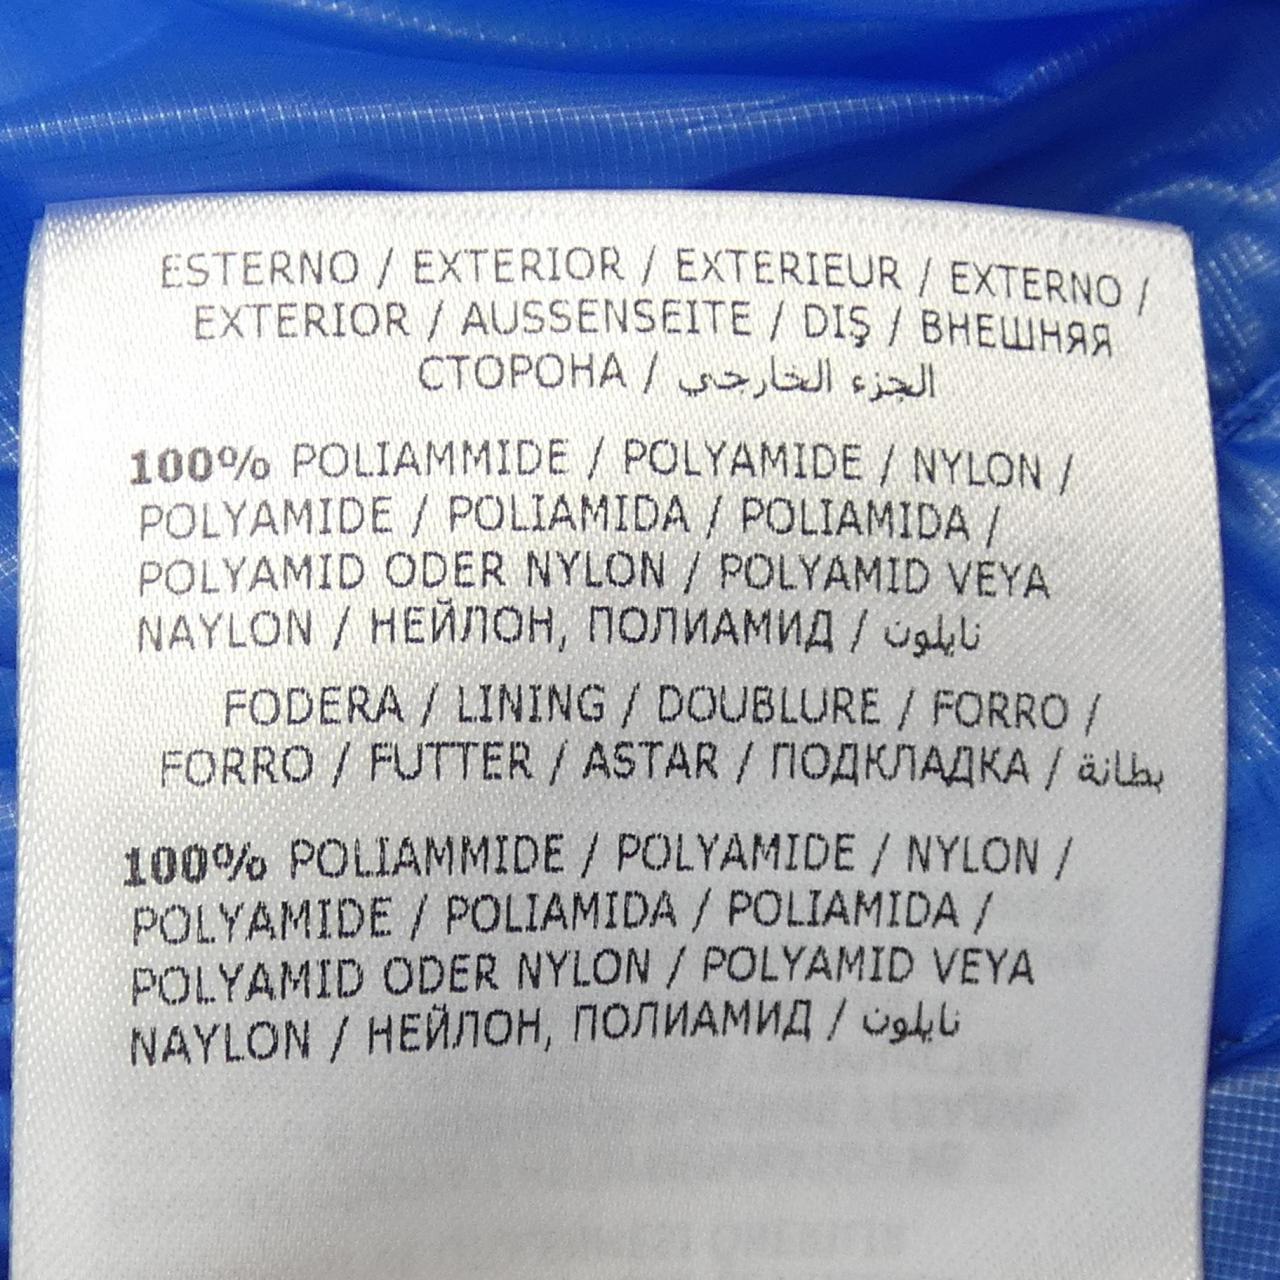 ESTERNO / EXTERIOR / EXTERIEUR / EXTERNO /
EXTERIOR / AUSSENSEITE / DIŞ / ВНЕШНЯЯ
СТОРОНА / الجزء الخارجي
100% POLIAMMIDE / POLYAMIDE / NYLON /
POLYAMIDE / POLIAMIDA / POLIAMIDA /
POLYAMID ODER NYLON / POLYAMID VEYA
NAYLON / НЕЙЛОН, ПОЛИАМИД / نايلون
FODERA / LINING / DOUBLURE / FORRO /
FORRO / FUTTER / ASTAR / ПОДКЛАДКА / بطانة
100% POLIAMMIDE / POLYAMIDE / NYLON /
POLYAMIDE / POLIAMIDA / POLIAMIDA /
POLYAMID ODER NYLON / POLYAMID VEYA
NAYLON / НЕЙЛОН, ПОЛИАМИД / نايلون